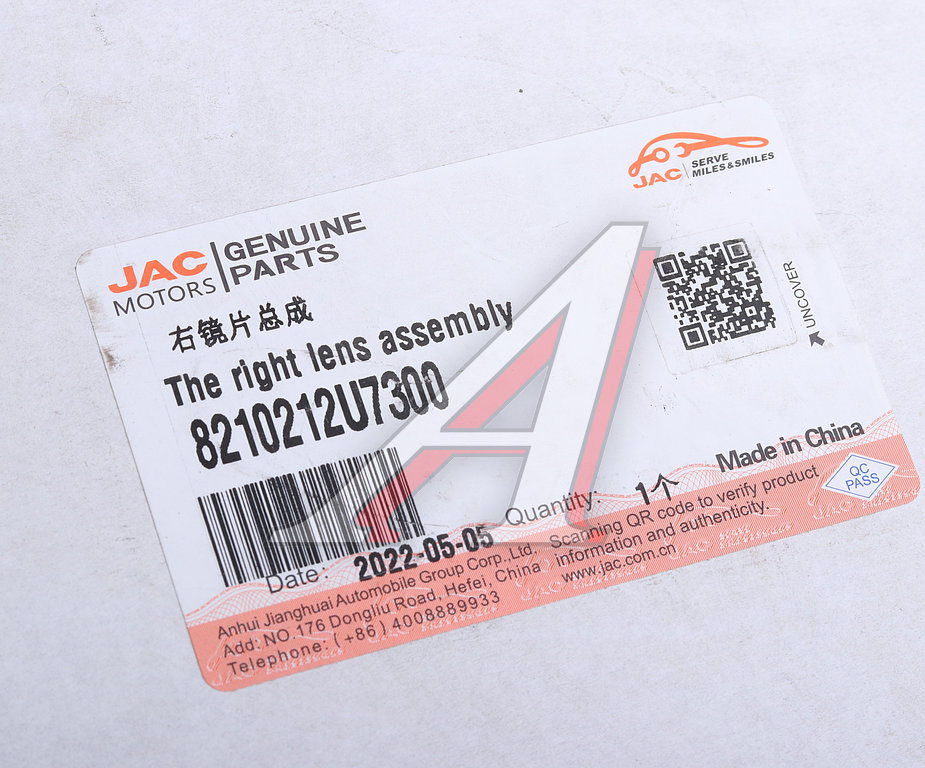 JAC
SERVE
MILES & SMILES
JAC
MOTORS
GENUINE
PARTS
右镜片总成
The right lens assembly
8210212U7300
UNCOVER
Made in China
Quantity: 1个
QC
PASS
Date: 2022-05-05
Scanning QR code to verify product
information and authenticity.
www.jac.com.cn
Anhui Jianghuai Automobile Group Corp., Ltd.
Add: NO.176 Dongliu Road, Hefei, China
Telephone: (+86) 4008889933